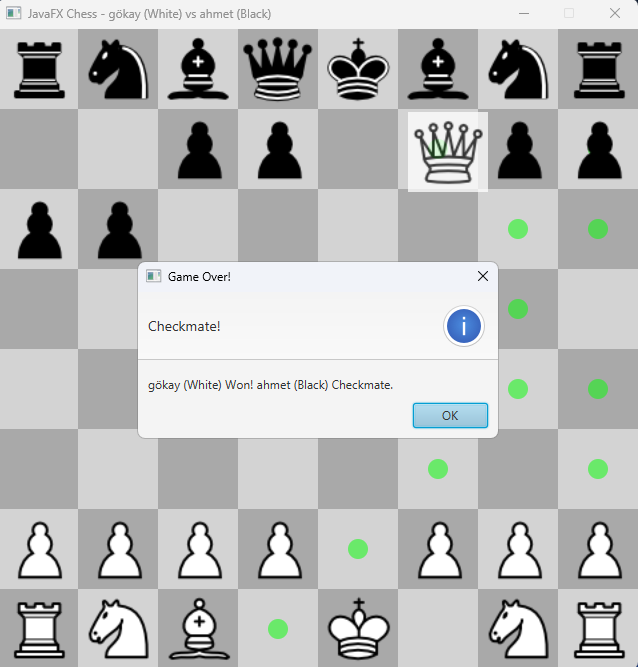 JavaFX Chess - gökay (White) vs ahmet (Black)
Game Over!
Checkmate!
gökay (White) Won! ahmet (Black) Checkmate.
OK